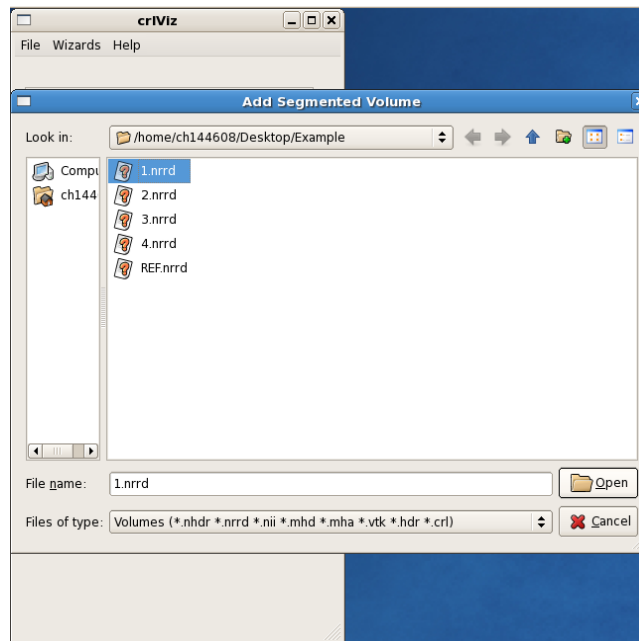 crlViz
File Wizards Help
Add Segmented Volume
Look in: /home/ch144608/Desktop/Example
Compu
ch144
1.nrrd
2.nrrd
3.nrrd
4.nrrd
REF.nrrd
File name: 1.nrrd Open
Files of type: Volumes (*.nhdr *.nrrd *.nii *.mhd *.mha *.vtk *.hdr *.crl) Cancel